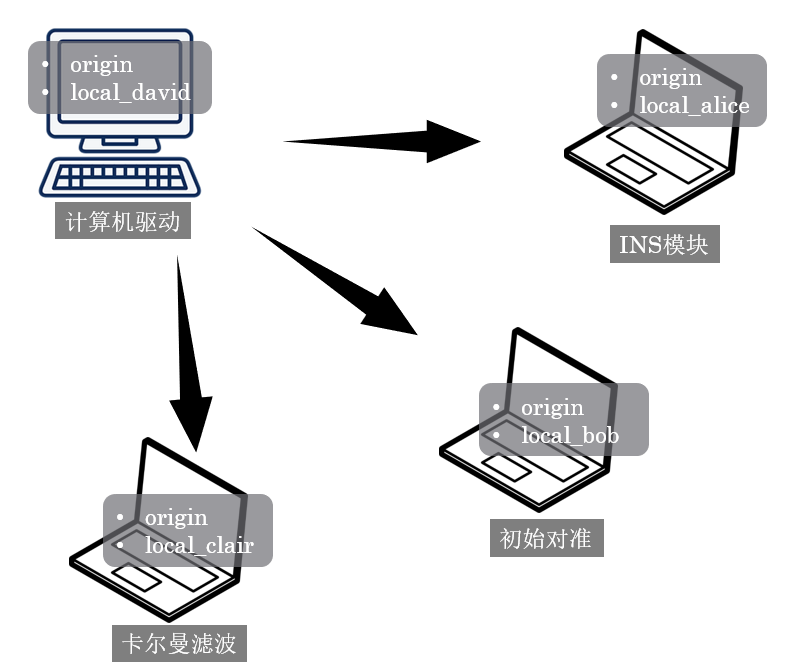 • origin
• local_david
计算机驱动
• origin
• local_alice
INS模块
• origin
• local_bob
初始对准
• origin
• local_clair
卡尔曼滤波